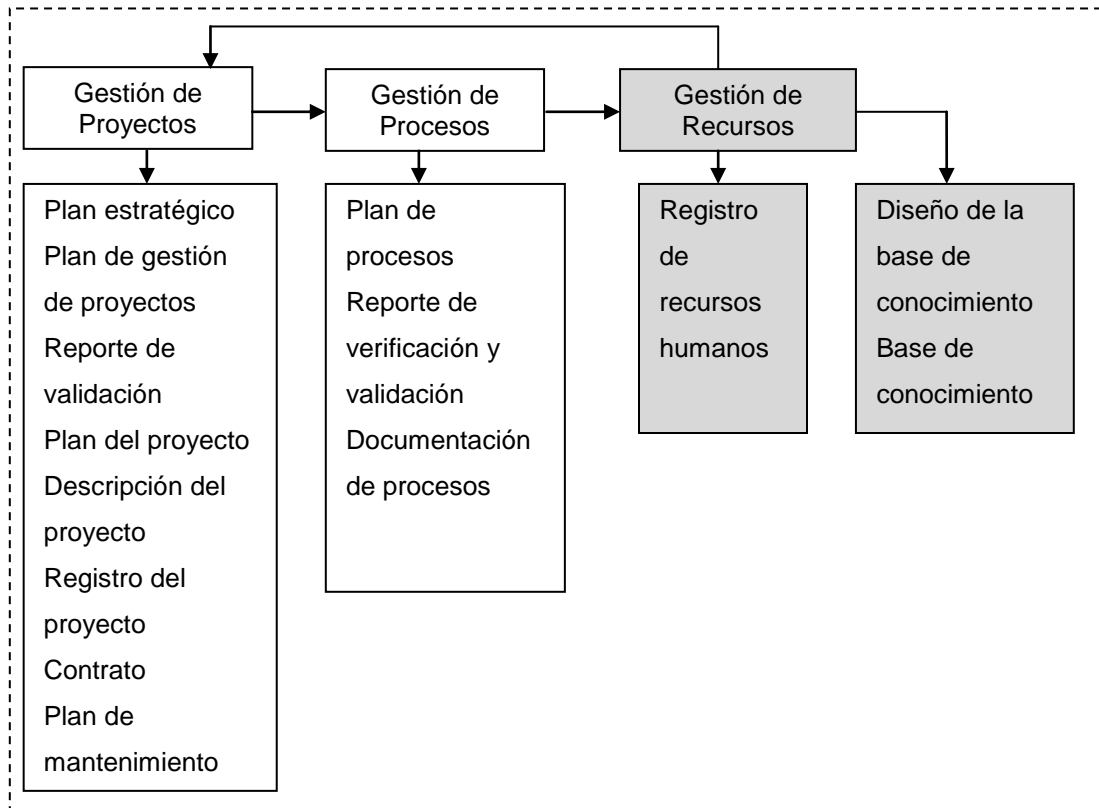 Gestión de
Proyectos
Gestión de
Procesos
Gestión de
Recursos
Plan estratégico
Plan de gestión
de proyectos
Reporte de
validación
Plan del proyecto
Descripción del
proyecto
Registro del
proyecto
Contrato
Plan de
mantenimiento
Plan de
procesos
Reporte de
verificación y
validación
Documentación
de procesos
Registro
de
recursos
humanos
Diseño de la
base de
conocimiento
Base de
conocimiento